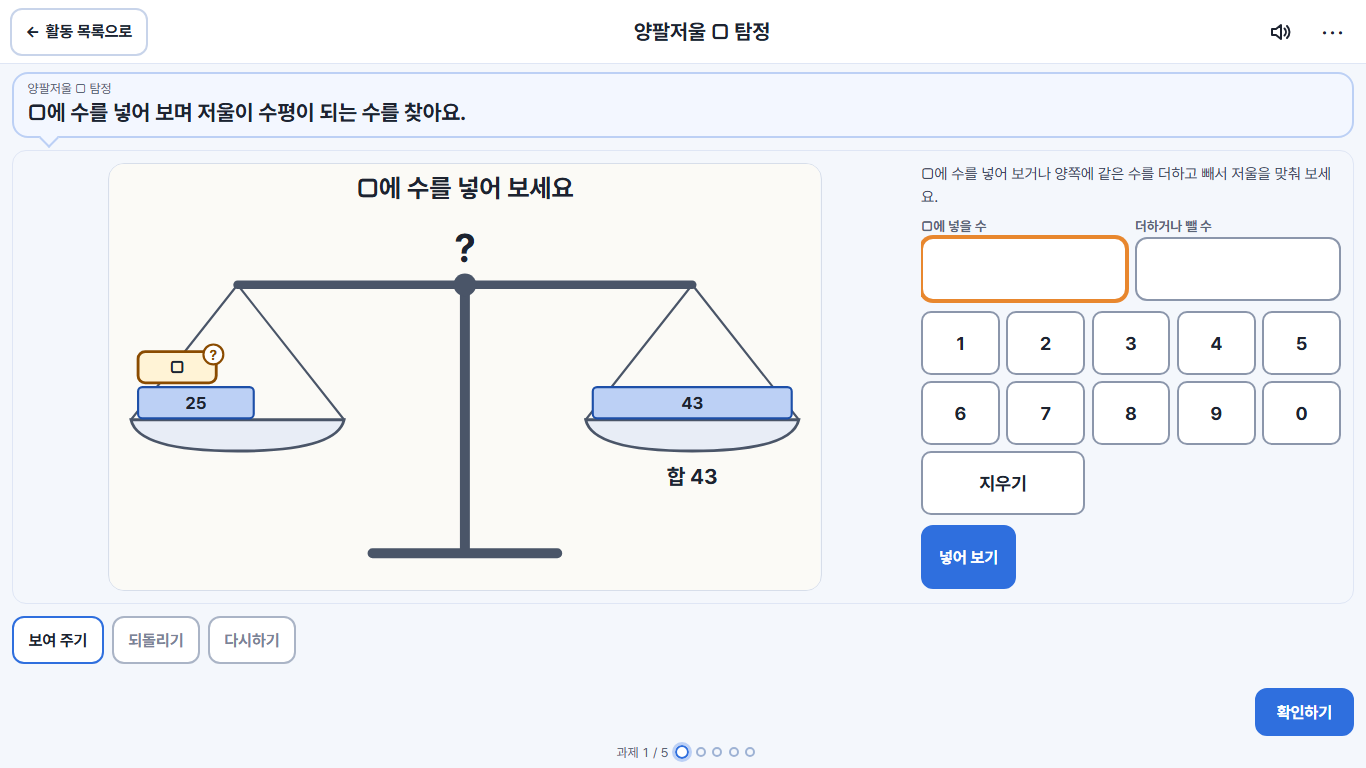 ← 활동 목록으로
양팔저울 □ 탐정
...
양팔저울 □ 탐정
□에 수를 넣어 보며 저울이 수평이 되는 수를 찾아요.
□에 수를 넣어 보세요
?
□
?
25
43
합 43
□에 수를 넣어 보거나 양쪽에 같은 수를 더하고 빼서 저울을 맞춰 보세
요.
□에 넣을 수
더하거나 뺄 수
1 2 3 4 5
6 7 8 9 0
지우기
넣어 보기
보여 주기
되돌리기
다시하기
확인하기
과제 1 / 5